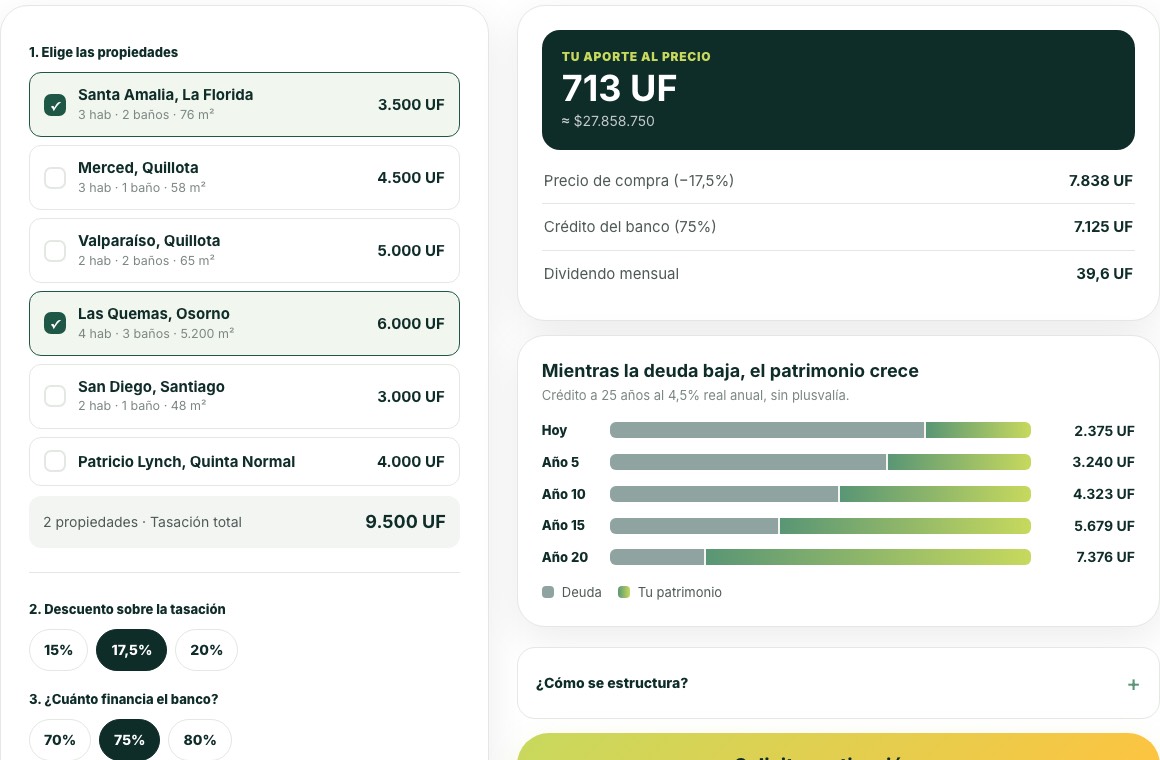 1. Elige las propiedades
Santa Amalia, La Florida
3 hab · 2 baños · 76 m²
3.500 UF
Merced, Quillota
3 hab · 1 baño · 58 m²
4.500 UF
Valparaíso, Quillota
2 hab · 2 baños · 65 m²
5.000 UF
Las Quemas, Osorno
4 hab · 3 baños · 5.200 m²
6.000 UF
San Diego, Santiago
2 hab · 1 baño · 48 m²
3.000 UF
Patricio Lynch, Quinta Normal
4.000 UF
2 propiedades · Tasación total
9.500 UF
2. Descuento sobre la tasación
15%
17,5%
20%
3. ¿Cuánto financia el banco?
70%
75%
80%
TU APORTE AL PRECIO
713 UF
≈ $27.858.750
Precio de compra (−17,5%)
7.838 UF
Crédito del banco (75%)
7.125 UF
Dividendo mensual
39,6 UF
Mientras la deuda baja, el patrimonio crece
Crédito a 25 años al 4,5% real anual, sin plusvalía.
Hoy
2.375 UF
Año 5
3.240 UF
Año 10
4.323 UF
Año 15
5.679 UF
Año 20
7.376 UF
Deuda
Tu patrimonio
¿Cómo se estructura?
+